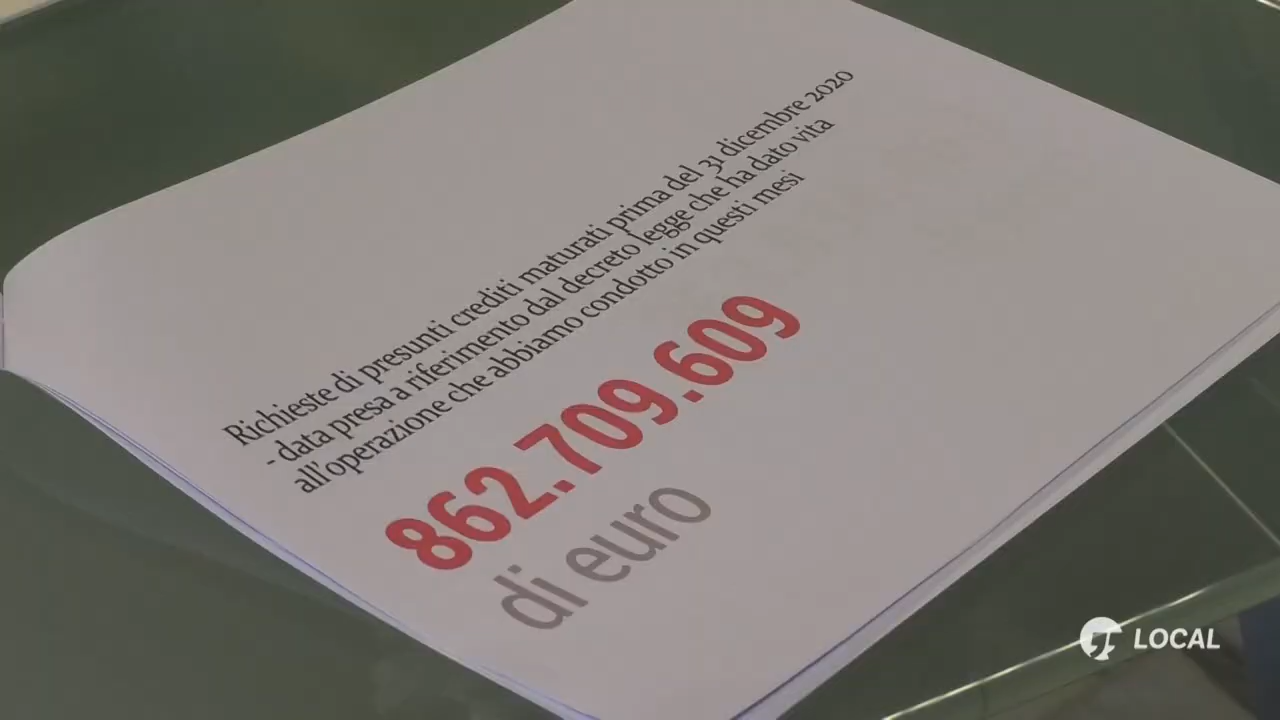 Richieste di presunti crediti maturati prima del 31 dicembre 2020
- data presa a riferimento dal decreto legge che ha dato vita
all'operazione che abbiamo condotto in questi mesi
862.709.609
di euro
LOCAL